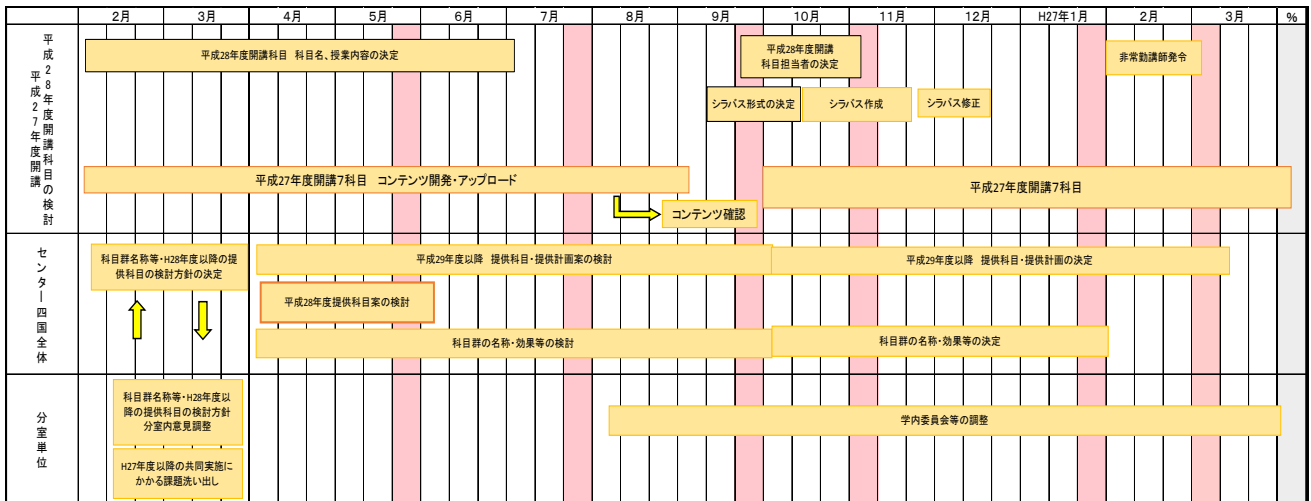 2月 3月 4月 5月 6月 7月 8月 9月 10月 11月 12月 H27年1月 2月 3月 %
平成28年度開講科目の検討
平成27年度開講
平成28年度開講科目 科目名、授業内容の決定
平成28年度開講
科目担当者の決定
非常勤講師発令
シラバス形式の決定
シラバス作成
シラバス修正
平成27年度開講7科目 コンテンツ開発・アップロード
平成27年度開講7科目
コンテンツ確認
センター四国全体
科目群名称等・H28年度以降の提
供科目の検討方針の決定
平成29年度以降 提供科目・提供計画案の検討
平成29年度以降 提供科目・提供計画の決定
平成28年度提供科目案の検討
科目群の名称・効果等の検討
科目群の名称・効果等の決定
分室単位
科目群名称等・H28年度以
降の提供科目の検討方針
分室内意見調整
学内委員会等の調整
H27年度以降の共同実施に
かかる課題洗い出し